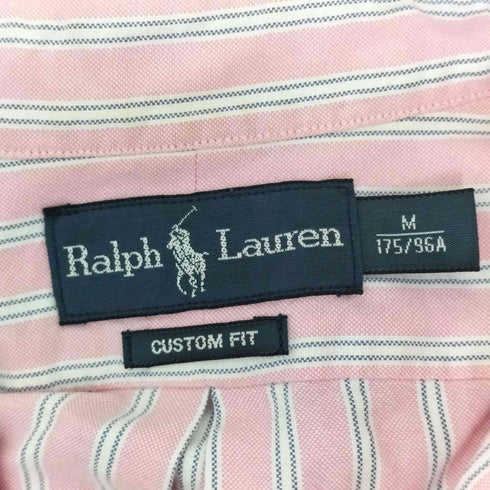 Ralph Lauren
M
175/96A
CUSTOM FIT